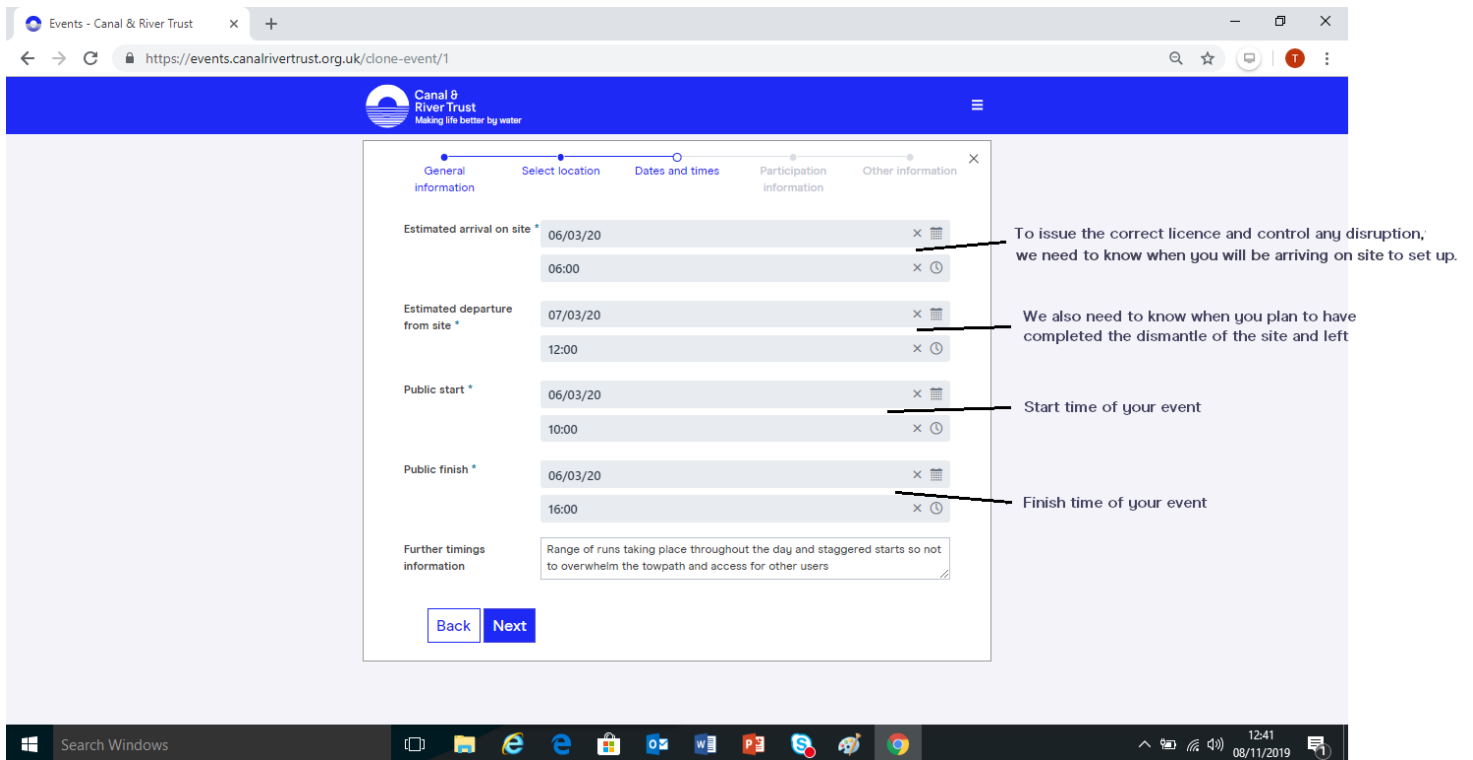 Events - Canal & River Trust
https://events.canalrivertrust.org.uk/clone-event/1
T
Canal &
River Trust
Making life better by water
General
information
Select location
Dates and times
Participation
information
Other information
Estimated arrival on site *
06/03/20
06:00
To issue the correct licence and control any disruption,
we need to know when you will be arriving on site to set up.
Estimated departure
from site *
07/03/20
12:00
We also need to know when you plan to have
completed the dismantle of the site and left
Public start *
06/03/20
10:00
Start time of your event
Public finish *
06/03/20
16:00
Finish time of your event
Further timings
information
Range of runs taking place throughout the day and staggered starts so not
to overwhelm the towpath and access for other users
Back
Next
Search Windows
12:41
08/11/2019
1